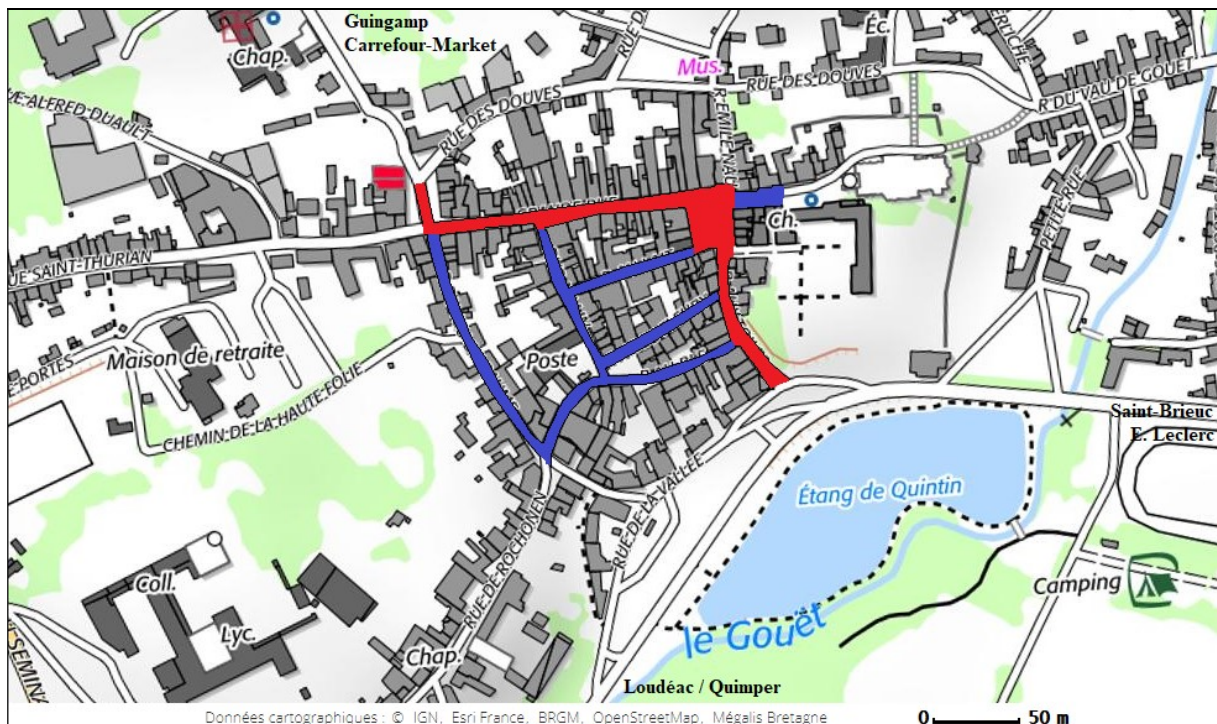 Guingamp
Carrefour-Market
Chap.
Éc.
Mus.
RUE DES DOUVES
RUE DES DOUVES
R DU VAU DE GOUET
R EMILE NAU
UE ALFRED DUAULT
PETITE RUE
Ch.
UE SAINT-THURIAN
Maison de retraite
Poste
CHEMIN DE LA HAUTE FOLIE
Saint-Brieuc
E. Leclerc
Étang de Quintin
RUE-DE-LA-VALLÉE
RUE-DE-ROCHONEN
Camping
Coll.
Lyc.
Chap.
le Gouët
Loudéac / Quimper
Données cartographiques : © IGN, Esri France, BRGM, OpenStreetMap, Mégalis Bretagne
0 50 m